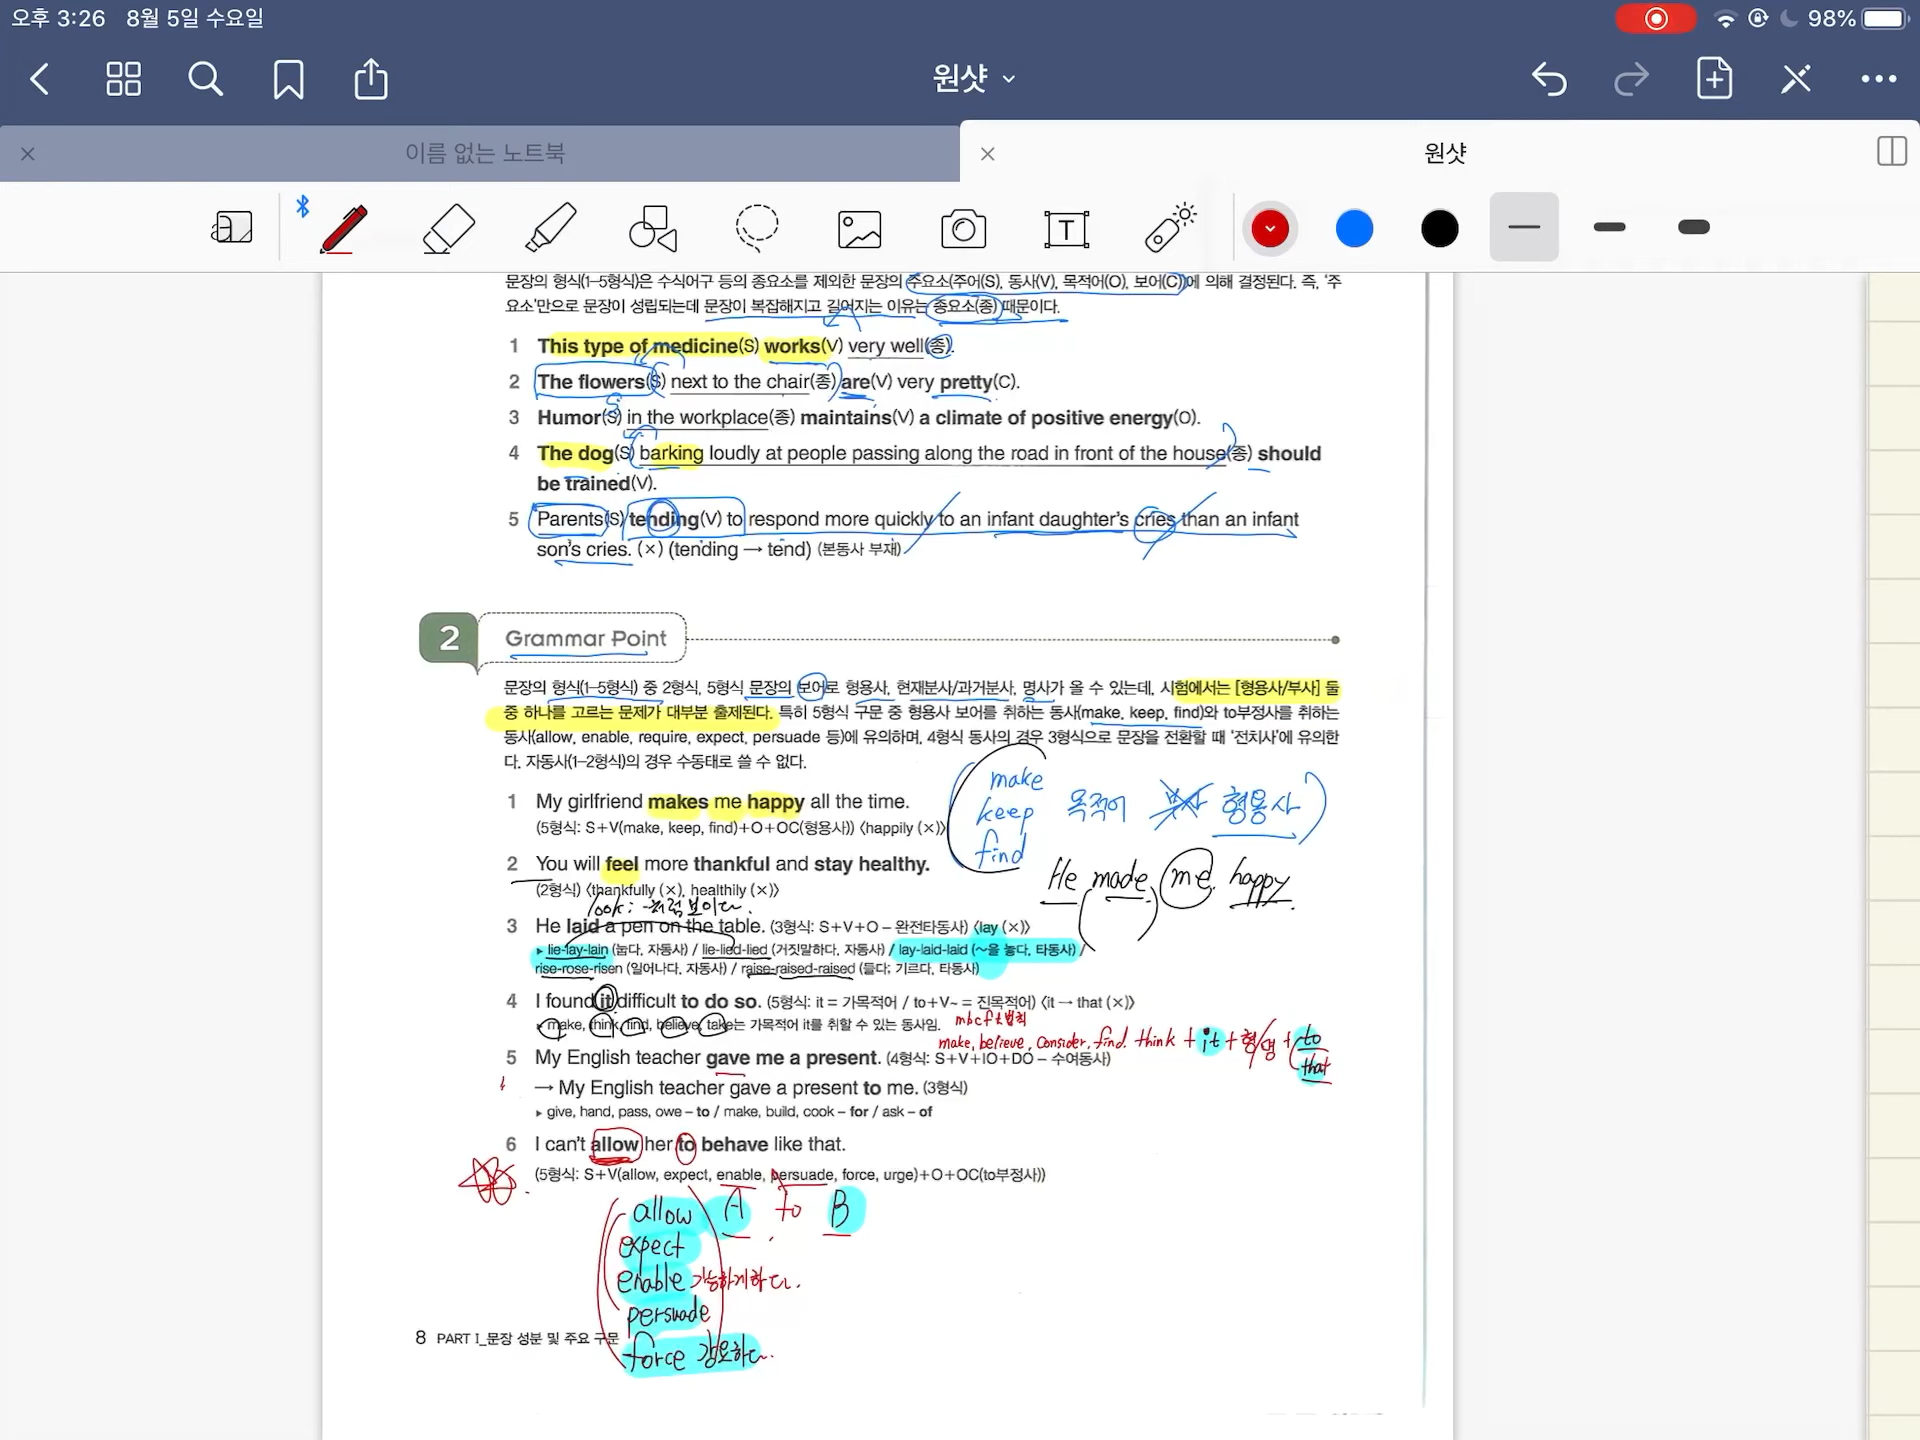 오후 3:26 8월 5일 수요일
98%
원샷
이름 없는 노트북
원샷
문장의 형식(1–5형식)은 수식어구 등의 종요소를 제외한 문장의 주요소(주어(S), 동사(V), 목적어(O), 보어(C))에 의해 결정된다. 즉, '주
요소'만으로 문장이 성립되는데 문장이 복잡해지고 길어지는 이유는 종요소(종) 때문이다.
1 This type of medicine(S) works(V) very well(종).
2 The flowers(S) next to the chair(종) are(V) very pretty(C).
S
3 Humor(S) in the workplace(종) maintains(V) a climate of positive energy(O).
4 The dog(S) barking loudly at people passing along the road in front of the house(종) should
be trained(V).
5 Parents(S) tending(V) to respond more quickly to an infant daughter's cries than an infant
son's cries. (×) (tending → tend) (본동사 부재)
2 Grammar Point
문장의 형식(1–5형식) 중 2형식, 5형식 문장의 보어로 형용사, 현재분사/과거분사, 명사가 올 수 있는데, 시험에서는 [형용사/부사] 둘
중 하나를 고르는 문제가 대부분 출제된다. 특히 5형식 구문 중 형용사 보어를 취하는 동사(make, keep, find)와 to부정사를 취하는
동사(allow, enable, require, expect, persuade 등)에 유의하며, 4형식 동사의 경우 3형식으로 문장을 전환할 때 '전치사'에 유의한
다. 자동사(1–2형식)의 경우 수동태로 쓸 수 없다.
make
keep 목적어 부사 형용사
find
1 My girlfriend makes me happy all the time.
(5형식: S+V(make, keep, find)+O+OC(형용사)) 〈happily (×)〉
2 You will feel more thankful and stay healthy.
(2형식) 〈thankfully (×), healthily (×)〉
He made me happy.
look: ~처럼 보이다.
3 He laid a pen on the table. (3형식: S+V+O – 완전타동사) 〈lay (×)〉
▸ lie-lay-lain (눕다, 자동사) / lie-lied-lied (거짓말하다, 자동사) / lay-laid-laid (~을 놓다, 타동사) /
rise-rose-risen (일어나다, 자동사) / raise-raised-raised (들다; 기르다, 타동사)
4 I found it difficult to do so. (5형식: it = 가목적어 / to+V~ = 진목적어) 〈it → that (×)〉
▸ make, think, find, believe, take는 가목적어 it를 취할 수 있는 동사임.
mbcft법칙
make, believe, consider, find think + it + 형/명 + to
that
5 My English teacher gave me a present. (4형식: S+V+IO+DO – 수여동사)
→ My English teacher gave a present to me. (3형식)
▸ give, hand, pass, owe – to / make, build, cook – for / ask – of
6 I can't allow her to behave like that.
(5형식: S+V(allow, expect, enable, persuade, force, urge)+O+OC(to부정사))
allow A to B
expect
enable 가능하게하다.
persuade
force 강요하다.
8 PART I_문장 성분 및 주요 구문